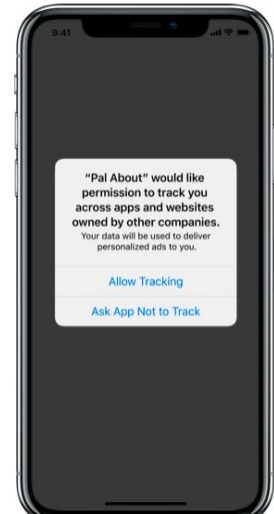 9:41
“Pal About” would like
permission to track you
across apps and websites
owned by other companies.
Your data will be used to deliver
personalized ads to you.
Allow Tracking
Ask App Not to Track